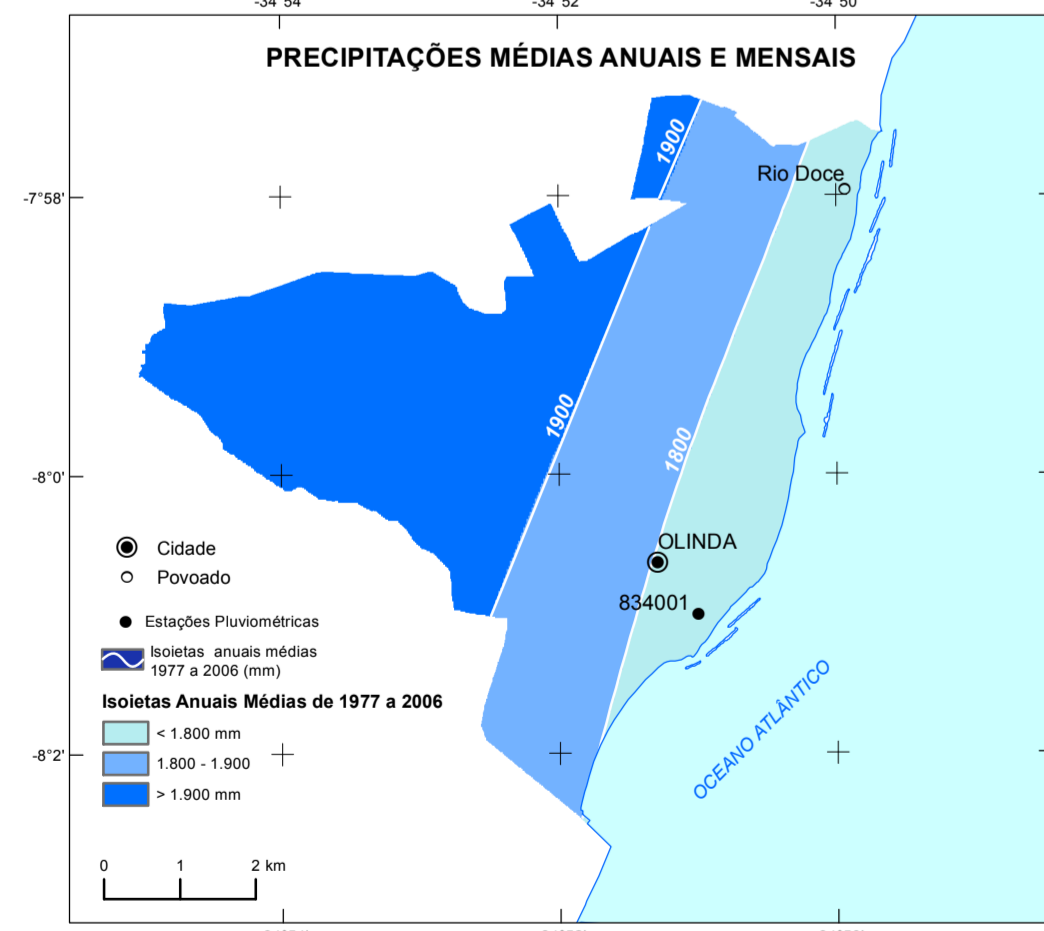 -34°54' -34°52' -34°50'
PRECIPITAÇÕES MÉDIAS ANUAIS E MENSAIS
1900
Rio Doce
-7°58'
1900
1800
-8°0'
OLINDA
834001
Cidade
Povoado
Estações Pluviométricas
Isoietas anuais médias
1977 a 2006 (mm)
Isoietas Anuais Médias de 1977 a 2006
< 1.800 mm
1.800 - 1.900
> 1.900 mm
-8°2'
OCEANO ATLÂNTICO
0 1 2 km